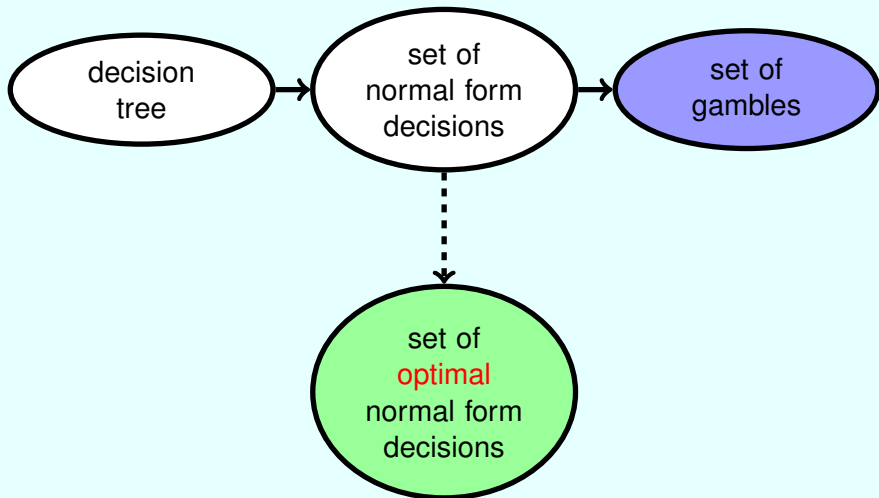 decision
tree
set of
normal form
decisions
set of
gambles
set of
optimal
normal form
decisions